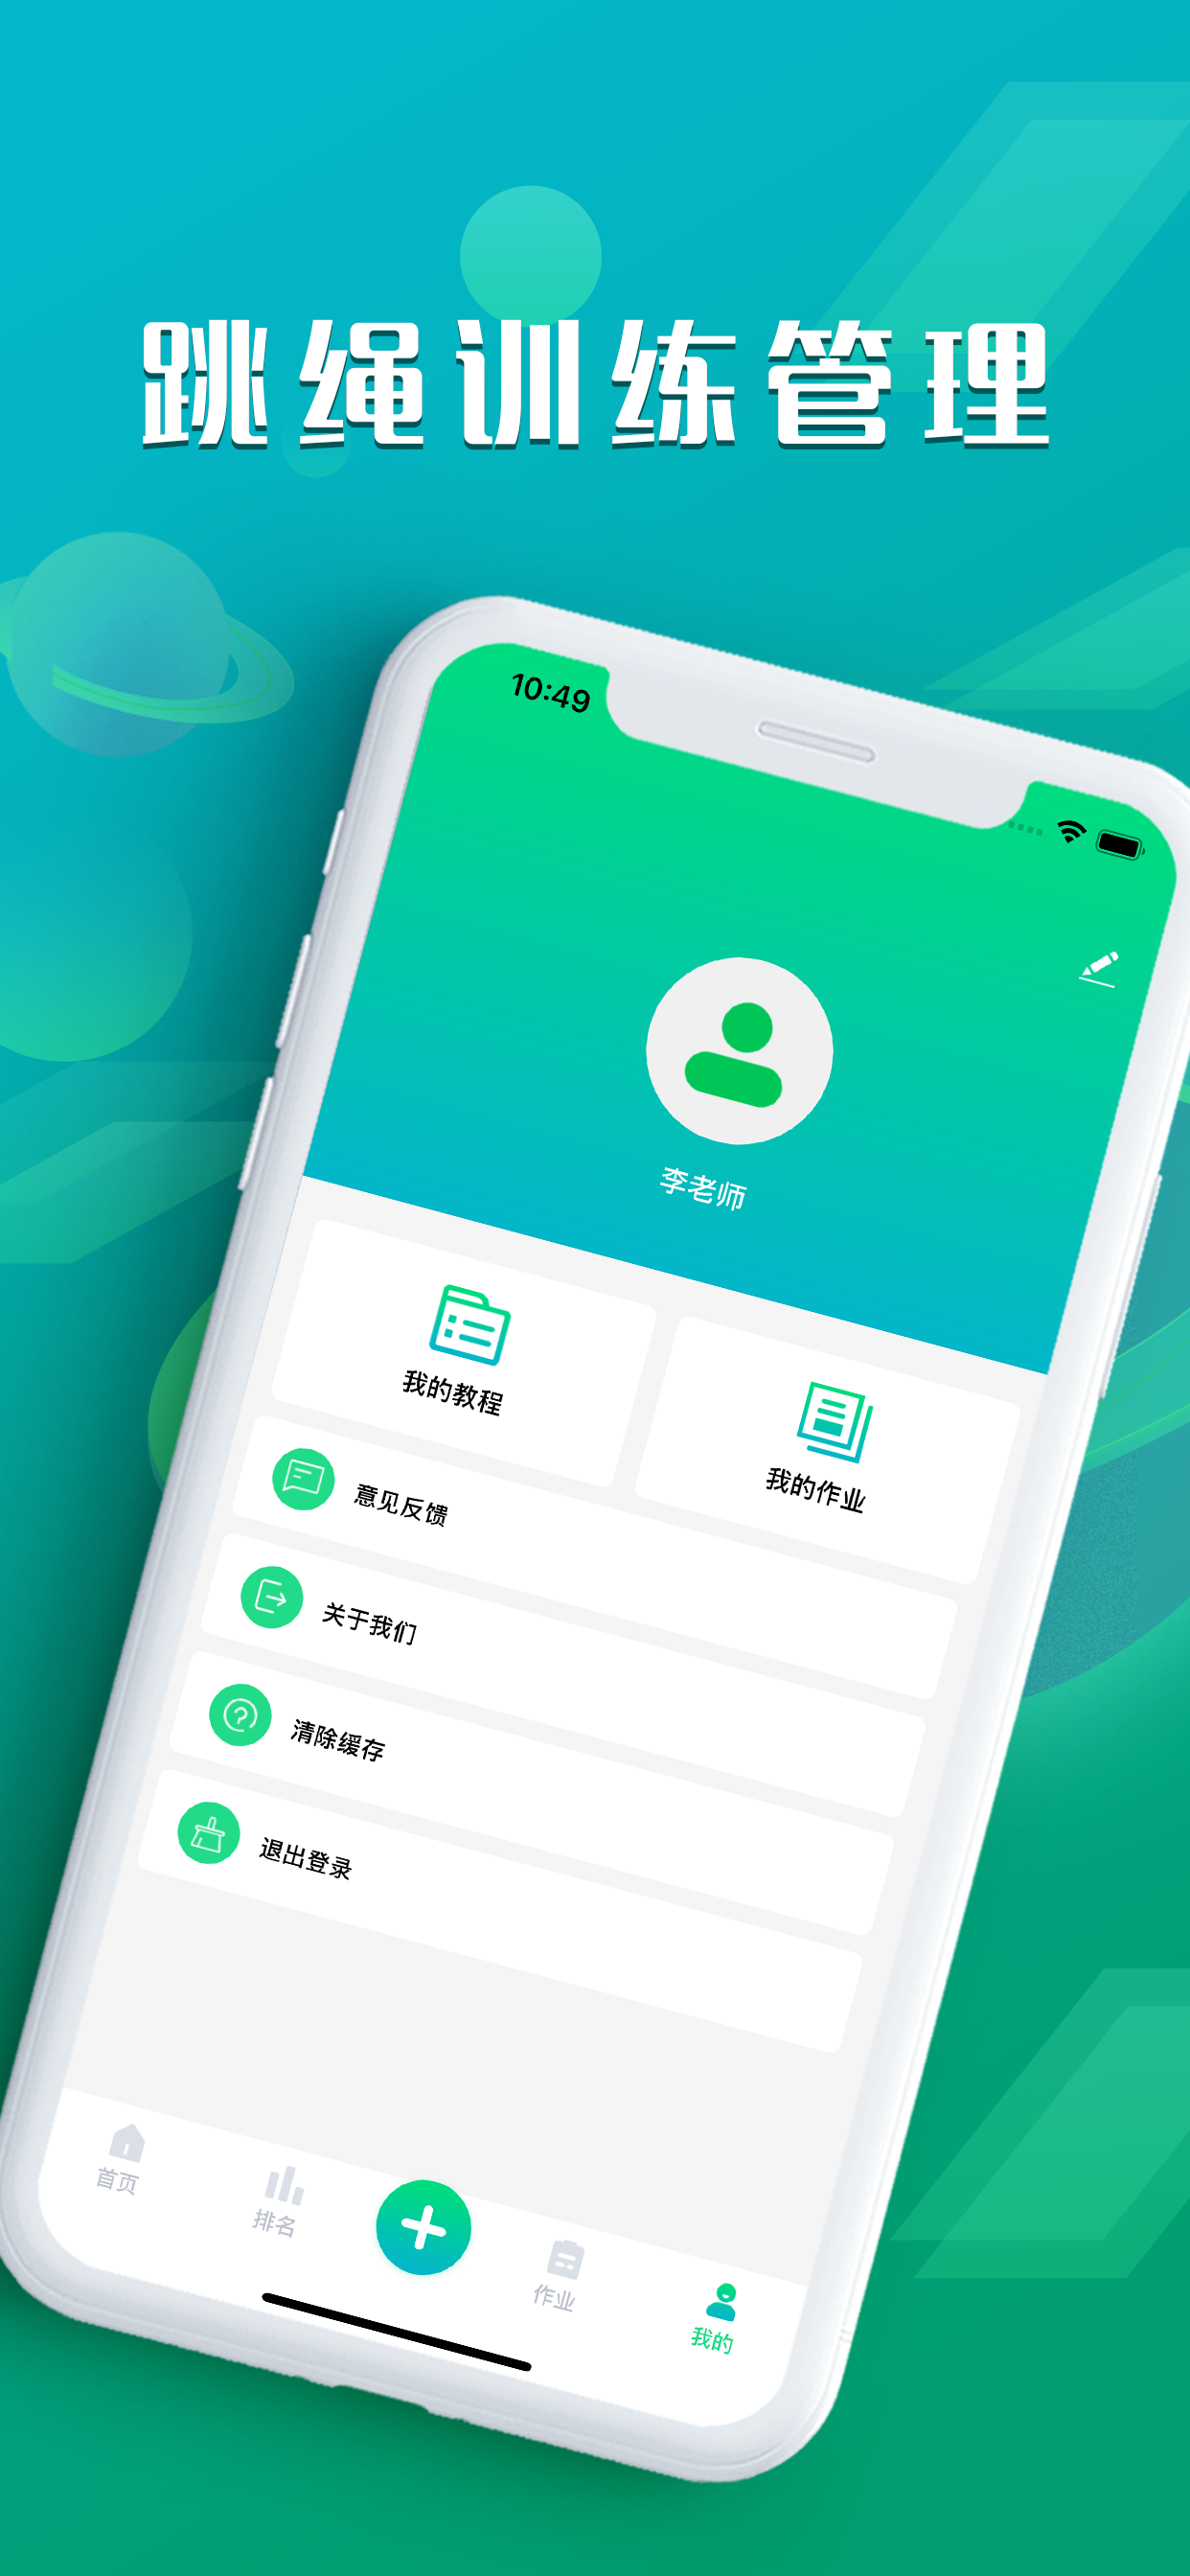 跳绳训练管理
10:49
李老师
我的教程
我的作业
意见反馈
关于我们
清除缓存
退出登录
首页
排名
作业
我的